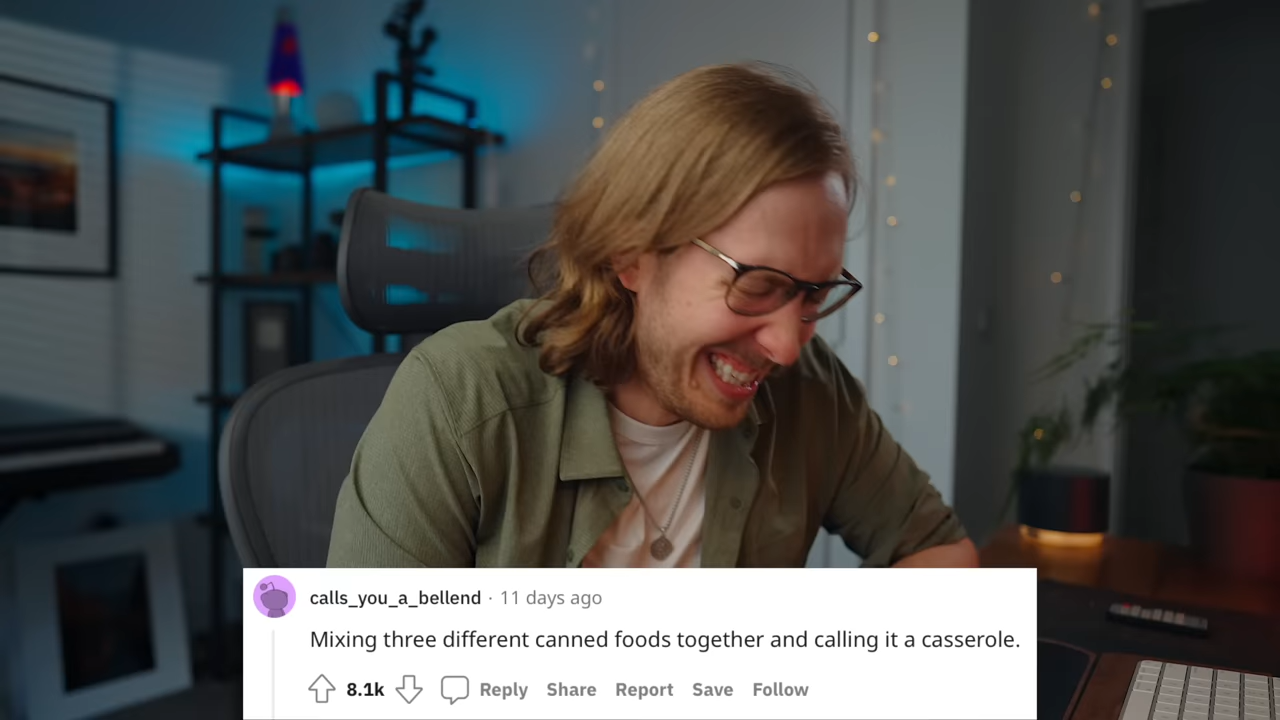 calls_you_a_bellend · 11 days ago
Mixing three different canned foods together and calling it a casserole.
8.1k Reply Share Report Save Follow